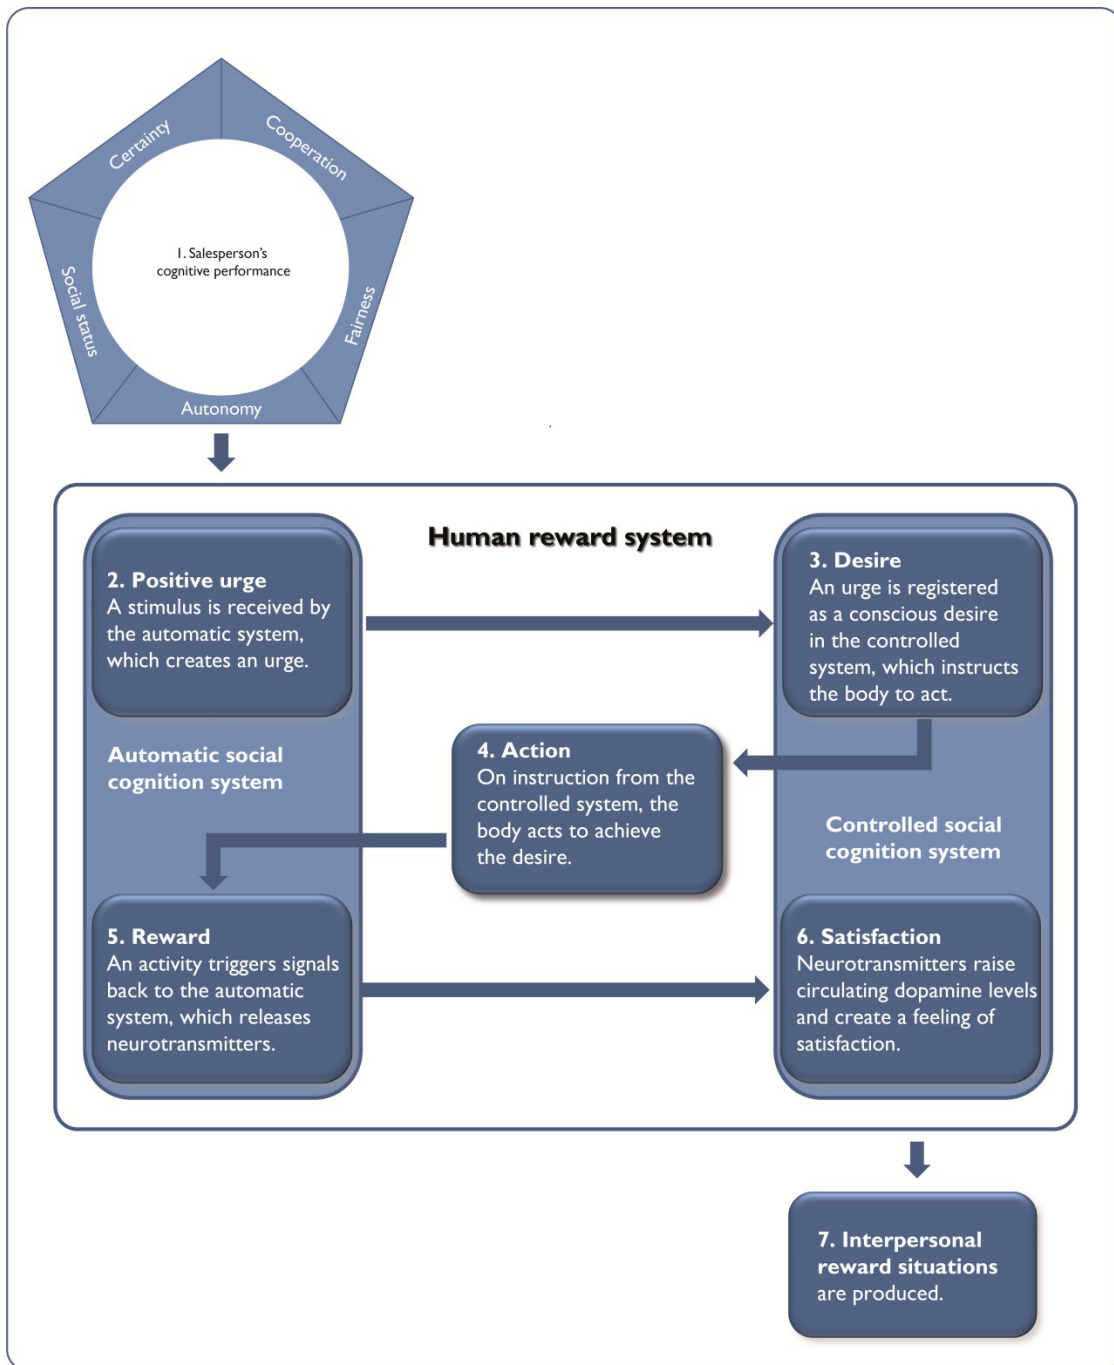 Certainty
Cooperation
Social status
Fairness
Autonomy
1. Salesperson's
cognitive performance
Human reward system
2. Positive urge
A stimulus is received by
the automatic system,
which creates an urge.
3. Desire
An urge is registered
as a conscious desire
in the controlled
system, which instructs
the body to act.
Automatic social
cognition system
4. Action
On instruction from the
controlled system, the
body acts to achieve
the desire.
Controlled social
cognition system
5. Reward
An activity triggers signals
back to the automatic
system, which releases
neurotransmitters.
6. Satisfaction
Neurotransmitters raise
circulating dopamine levels
and create a feeling of
satisfaction.
7. Interpersonal
reward situations
are produced.